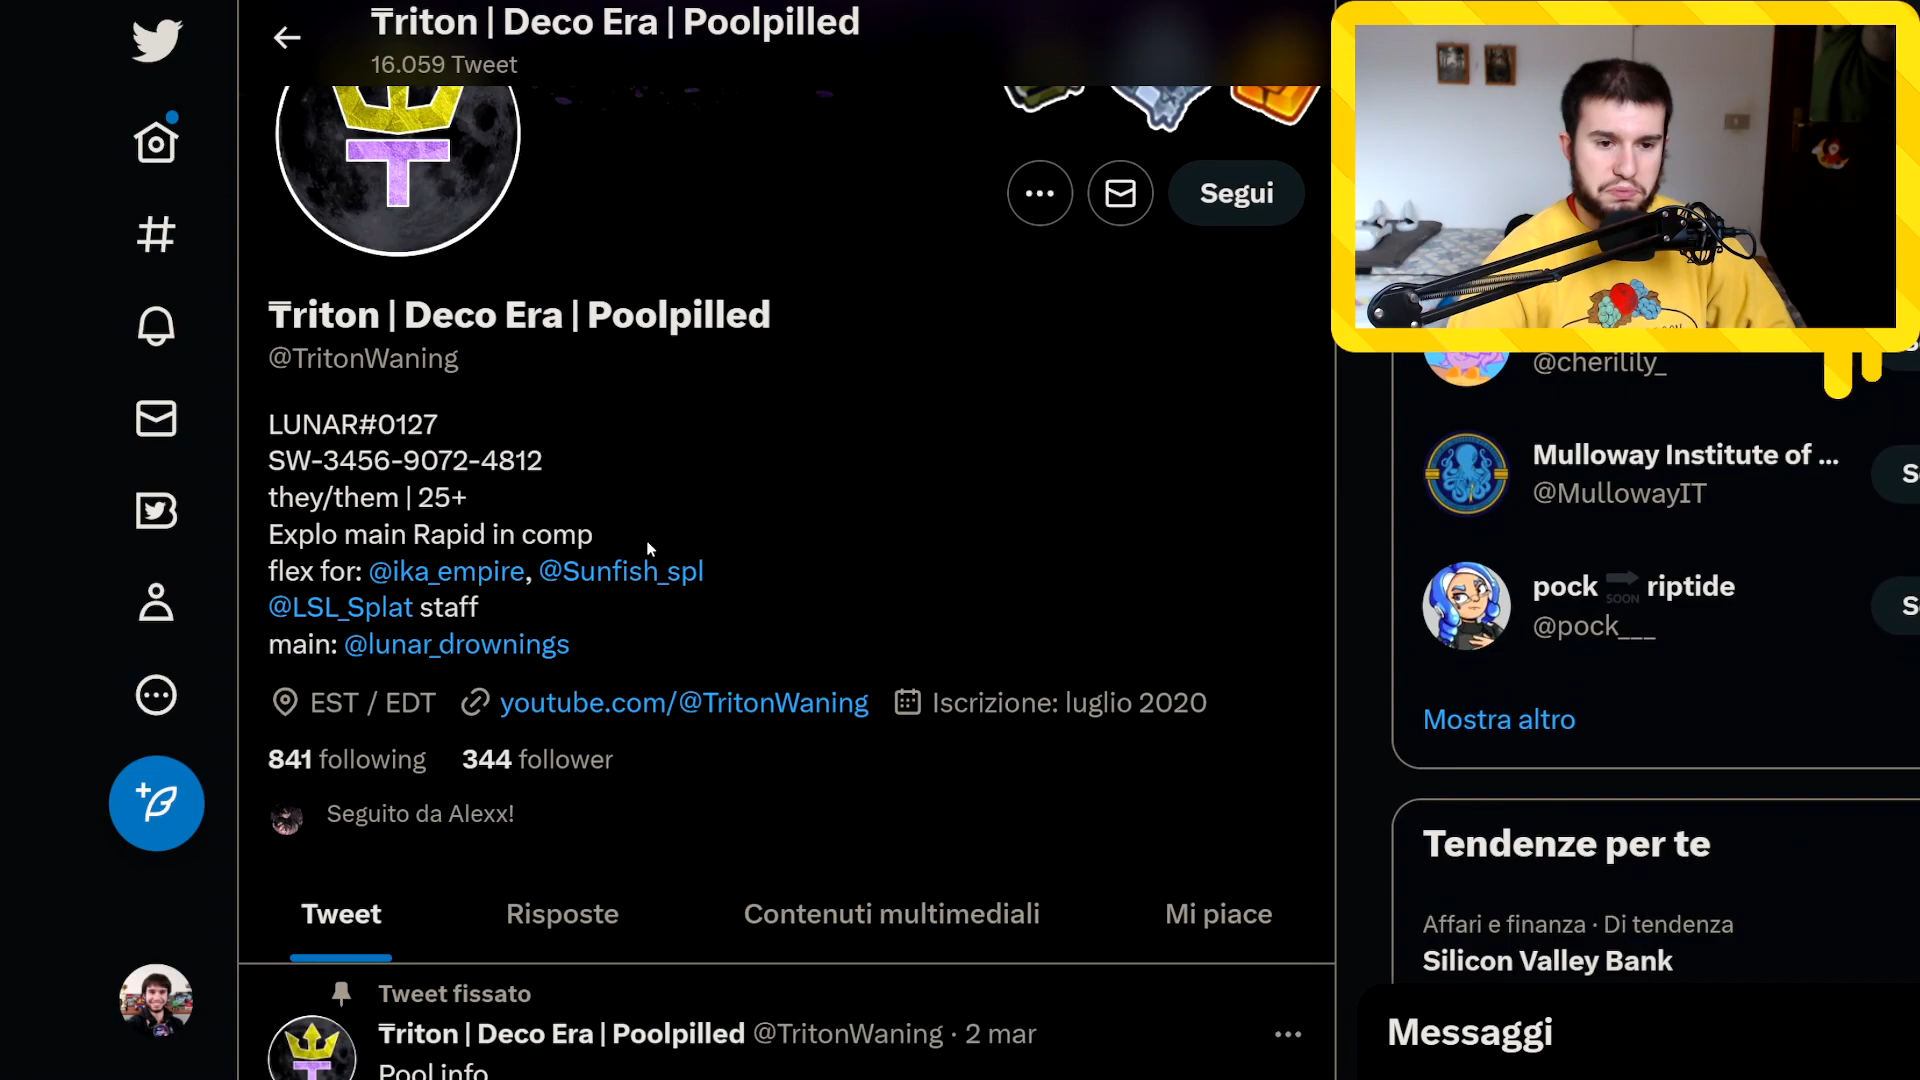 Ŧriton | Deco Era | Poolpilled
16.059 Tweet
Segui
Ŧriton | Deco Era | Poolpilled
@TritonWaning
LUNAR#0127
SW-3456-9072-4812
they/them | 25+
Explo main Rapid in comp
flex for: @ika_empire, @Sunfish_spl
@LSL_Splat staff
main: @lunar_drownings
EST / EDT
youtube.com/@TritonWaning
Iscrizione: luglio 2020
841 following
344 follower
Seguito da Alexx!
Tweet
Risposte
Contenuti multimediali
Mi piace
Tweet fissato
Ŧriton | Deco Era | Poolpilled @TritonWaning · 2 mar
Pool info
@cherilily_
Mulloway Institute of ...
@MullowayIT
pock SOON riptide
@pock___
Mostra altro
Tendenze per te
Affari e finanza · Di tendenza
Silicon Valley Bank
Messaggi